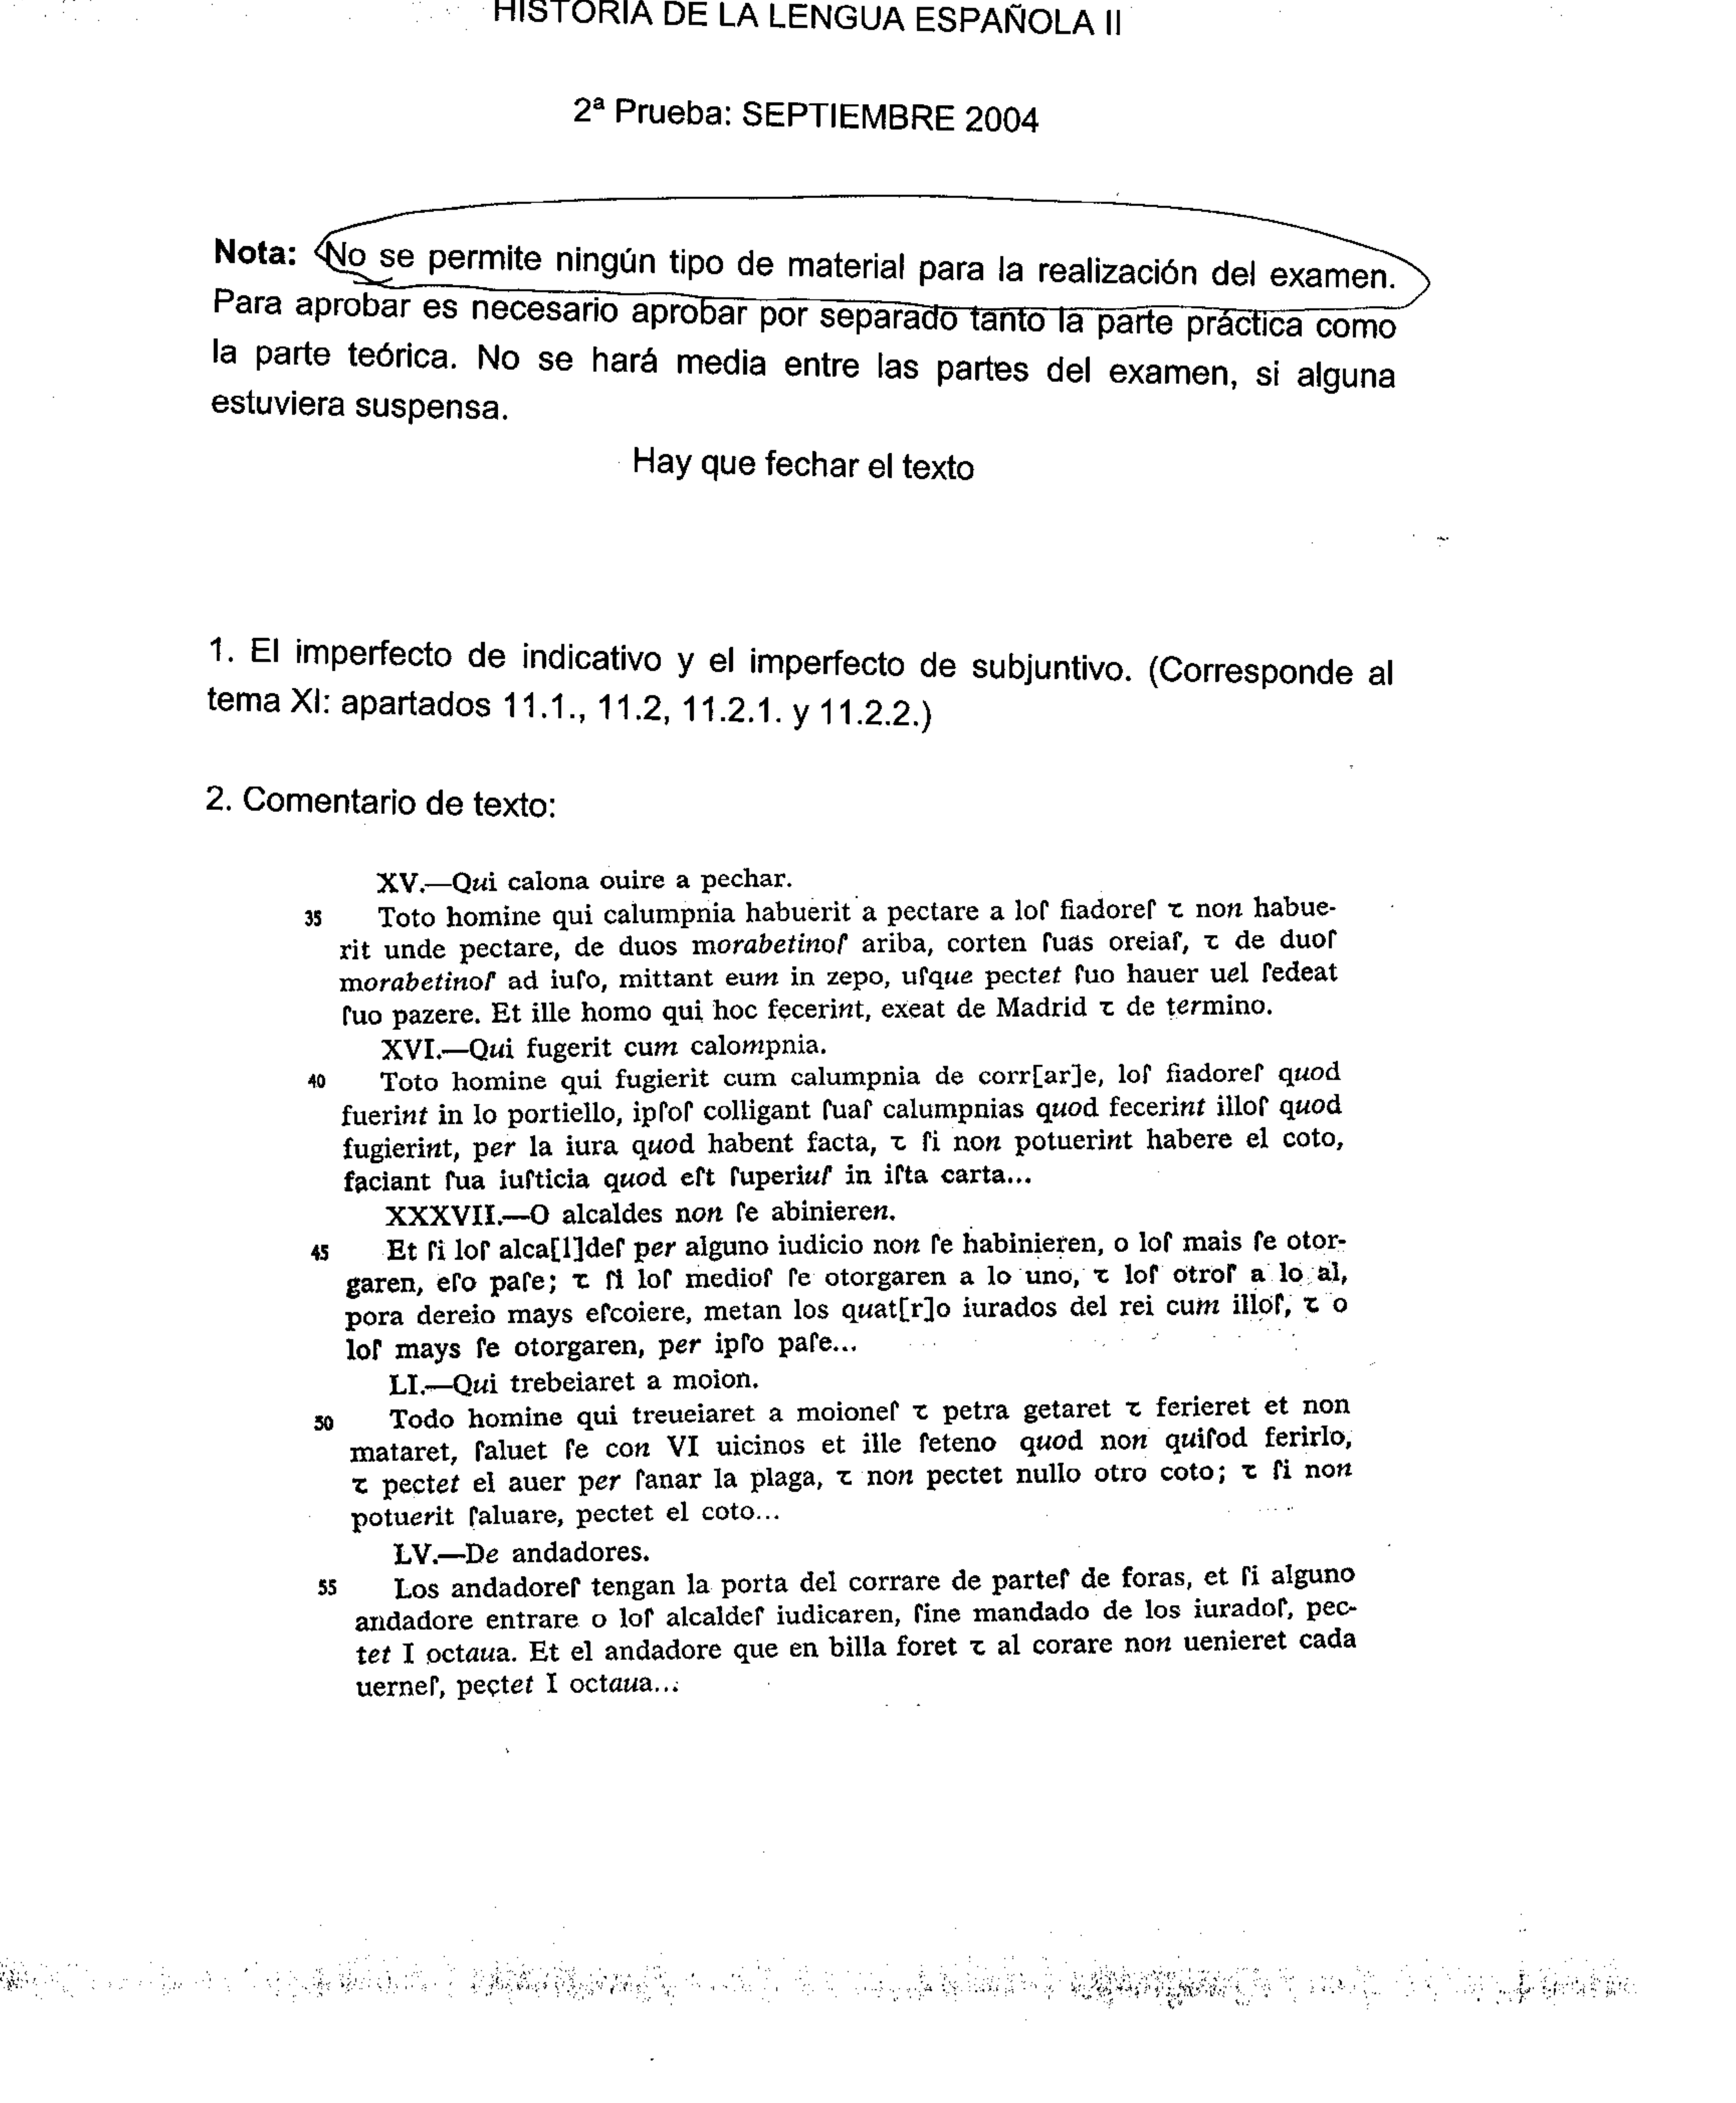 HISTORIA DE LA LENGUA ESPAÑOLA II
2ª Prueba: SEPTIEMBRE 2004
Nota: No se permite ningún tipo de material para la realización del examen.
Para aprobar es necesario aprobar por separado tanto la parte práctica como
la parte teórica. No se hará media entre las partes del examen, si alguna
estuviera suspensa.
Hay que fechar el texto
1. El imperfecto de indicativo y el imperfecto de subjuntivo. (Corresponde al
tema XI: apartados 11.1., 11.2, 11.2.1. y 11.2.2.)
2. Comentario de texto:
XV.—Qui calona ouire a pechar.
35 Toto homine qui calumpnia habuerit a pectare a loſ fiadoreſ τ non habue-
rit unde pectare, de duos morabetinoſ ariba, corten ſuas oreiaſ, τ de duoſ
morabetinoſ ad iuſo, mittant eum in zepo, uſque pectet ſuo hauer uel ſedeat
ſuo pazere. Et ille homo qui hoc fecerint, exeat de Madrid τ de termino.
XVI.—Qui fugerit cum calompnia.
40 Toto homine qui fugierit cum calumpnia de corr[ar]e, loſ fiadoreſ quod
fuerint in lo portiello, ipſoſ colligant ſuaſ calumpnias quod fecerint illoſ quod
fugierint, per la iura quod habent facta, τ ſi non potuerint habere el coto,
faciant ſua iuſticia quod eſt ſuperiuſ in iſta carta...
XXXVII.—O alcaldes non ſe abinieren.
45 Et ſi loſ alca[l]deſ per alguno iudicio non ſe habinieren, o loſ mais ſe otor-
garen, eſo paſe; τ ſi loſ medioſ ſe otorgaren a lo uno, τ loſ otroſ a lo al,
pora dereio mays eſcoiere, metan los quat[r]o iurados del rei cum illoſ, τ o
loſ mays ſe otorgaren, per ipſo paſe...
LI.—Qui trebeiaret a moion.
50 Todo homine qui treueiaret a moioneſ τ petra getaret τ ferieret et non
mataret, ſaluet ſe con VI uicinos et ille ſeteno quod non quiſod ferirlo,
τ pectet el auer per ſanar la plaga, τ non pectet nullo otro coto; τ ſi non
potuerit ſaluare, pectet el coto...
LV.—De andadores.
55 Los andadoreſ tengan la porta del corrare de parteſ de foras, et ſi alguno
andadore entrare o loſ alcaldeſ iudicaren, ſine mandado de los iuradoſ, pec-
tet I octaua. Et el andadore que en billa foret τ al corare non uenieret cada
uerneſ, pectet I octaua...